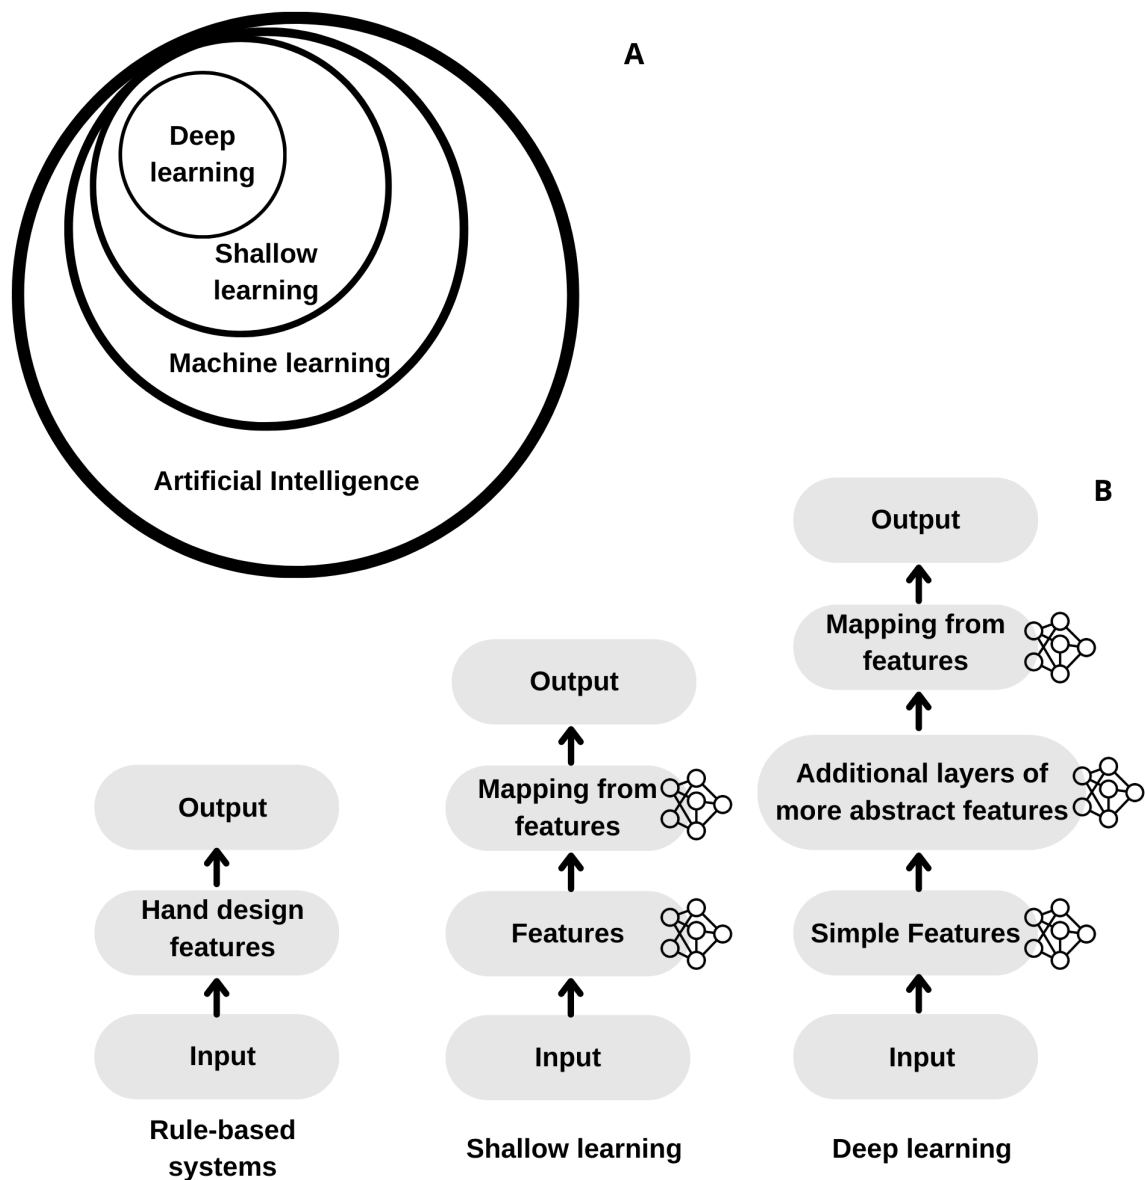 A
Deep
learning
Shallow
learning
Machine learning
Artificial Intelligence
B
Output
Hand design
features
Input
Rule-based
systems
Output
Mapping from
features
Features
Input
Shallow learning
Output
Mapping from
features
Additional layers of
more abstract features
Simple Features
Input
Deep learning